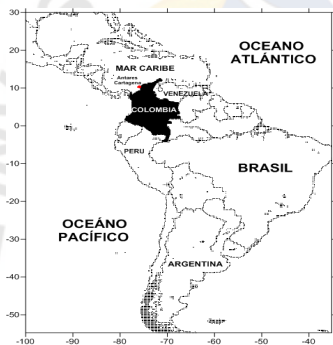 30
20
10
0
-10
-20
-30
-40
-50
OCEANO
ATLÁNTICO
MAR CARIBE
Antares
Cartagena
VENEZUELA
COLOMBIA
PERU
BRASIL
OCEÁNO
PACÍFICO
ARGENTINA
-100 -90 -80 -70 -60 -50 -40